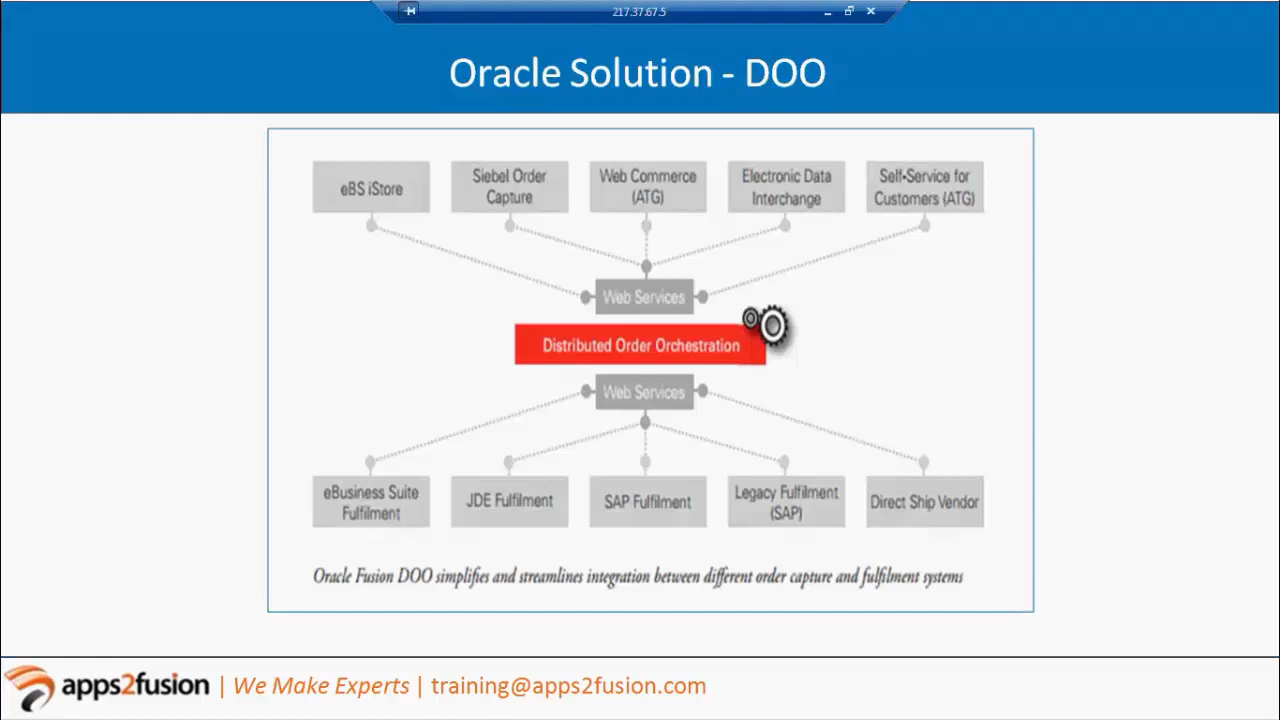 217.37.67.5
Oracle Solution - DOO
eBS iStore
Siebel Order
Capture
Web Commerce
(ATG)
Electronic Data
Interchange
Self-Service for
Customers (ATG)
Web Services
Distributed Order Orchestration
Web Services
eBusiness Suite
Fulfilment
JDE Fulfilment
SAP Fulfilment
Legacy Fulfilment
(SAP)
Direct Ship Vendor
Oracle Fusion DOO simplifies and streamlines integration between different order capture and fulfilment systems
apps2fusion | We Make Experts | training@apps2fusion.com